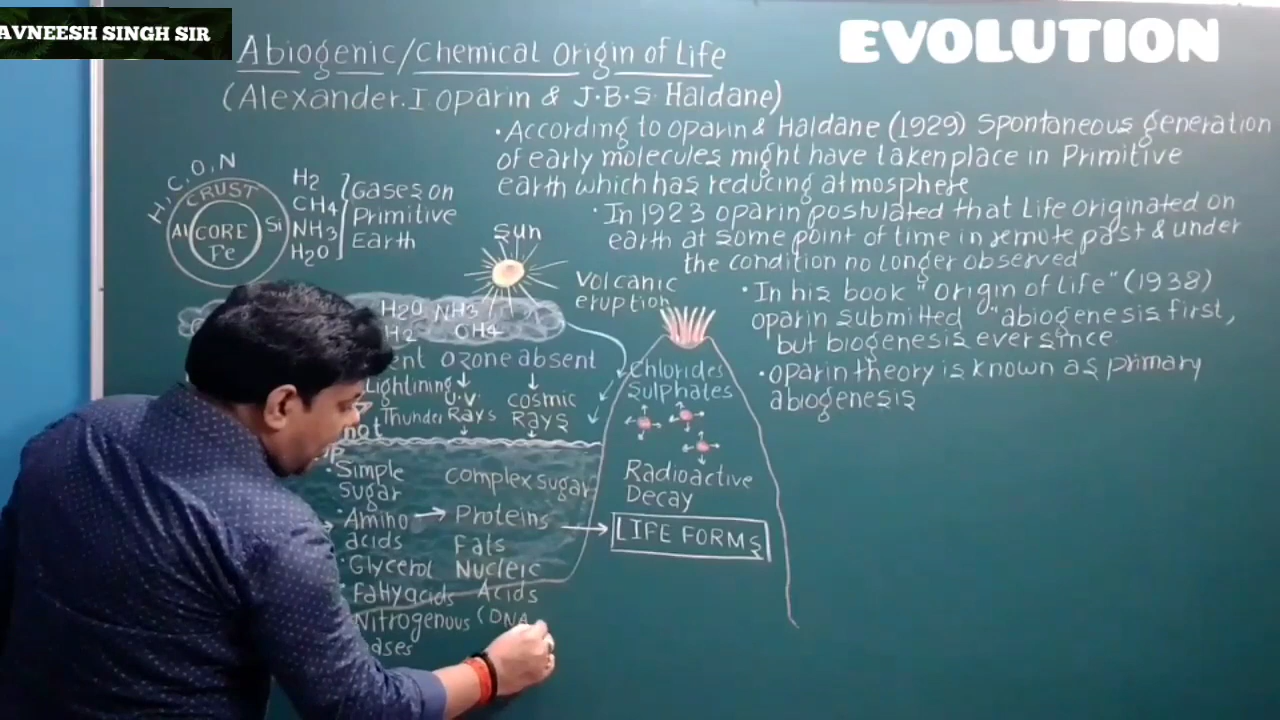 AVNEESH SINGH SIR
EVOLUTION
Abiogenic/Chemical Origin of Life
(Alexander.I.Oparin & J.B.S. Haldane)
•According to oparin & Haldane (1929) Spontaneous generation
of early molecules might have taken place in Primitive
earth which has reducing atmosphere
•In 1923 oparin postulated that Life originated on
earth at some point of time in remote past & under
the condition no longer observed
•In his book "origin of life" (1938)
oparin submitted "abiogenesis first,
but biogenesis ever since
•oparin theory is known as primary
abiogenesis
H, C, O, N
CRUST
Al CORE Si
Fe
H2
CH4
NH3
H2O
Gases on
Primitive
Earth
Sun
Volcanic
eruption
H2O NH3
H2 CH4
ozone absent
Lightining
Thunder
U.V.
Rays
cosmic
Rays
not
Chlorides
Sulphates
Radioactive
Decay
LIFE FORMS
•Simple
sugar
•Amino
acids
•Glycerol
•Fattyacids
Nitrogenous
complex sugar
Proteins
Fats
Nucleic
Acids
(DNA